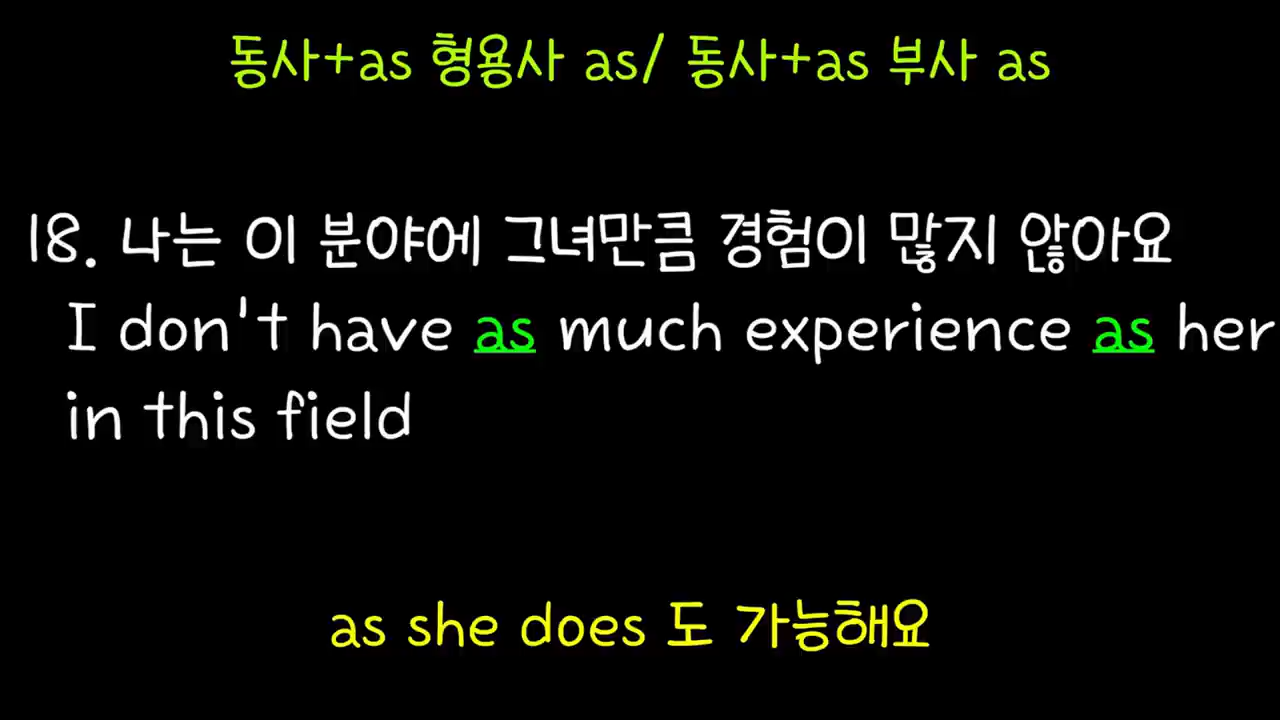 동사+as 형용사 as/ 동사+as 부사 as
18. 나는 이 분야에 그녀만큼 경험이 많지 않아요
I don't have as much experience as her
in this field
as she does 도 가능해요